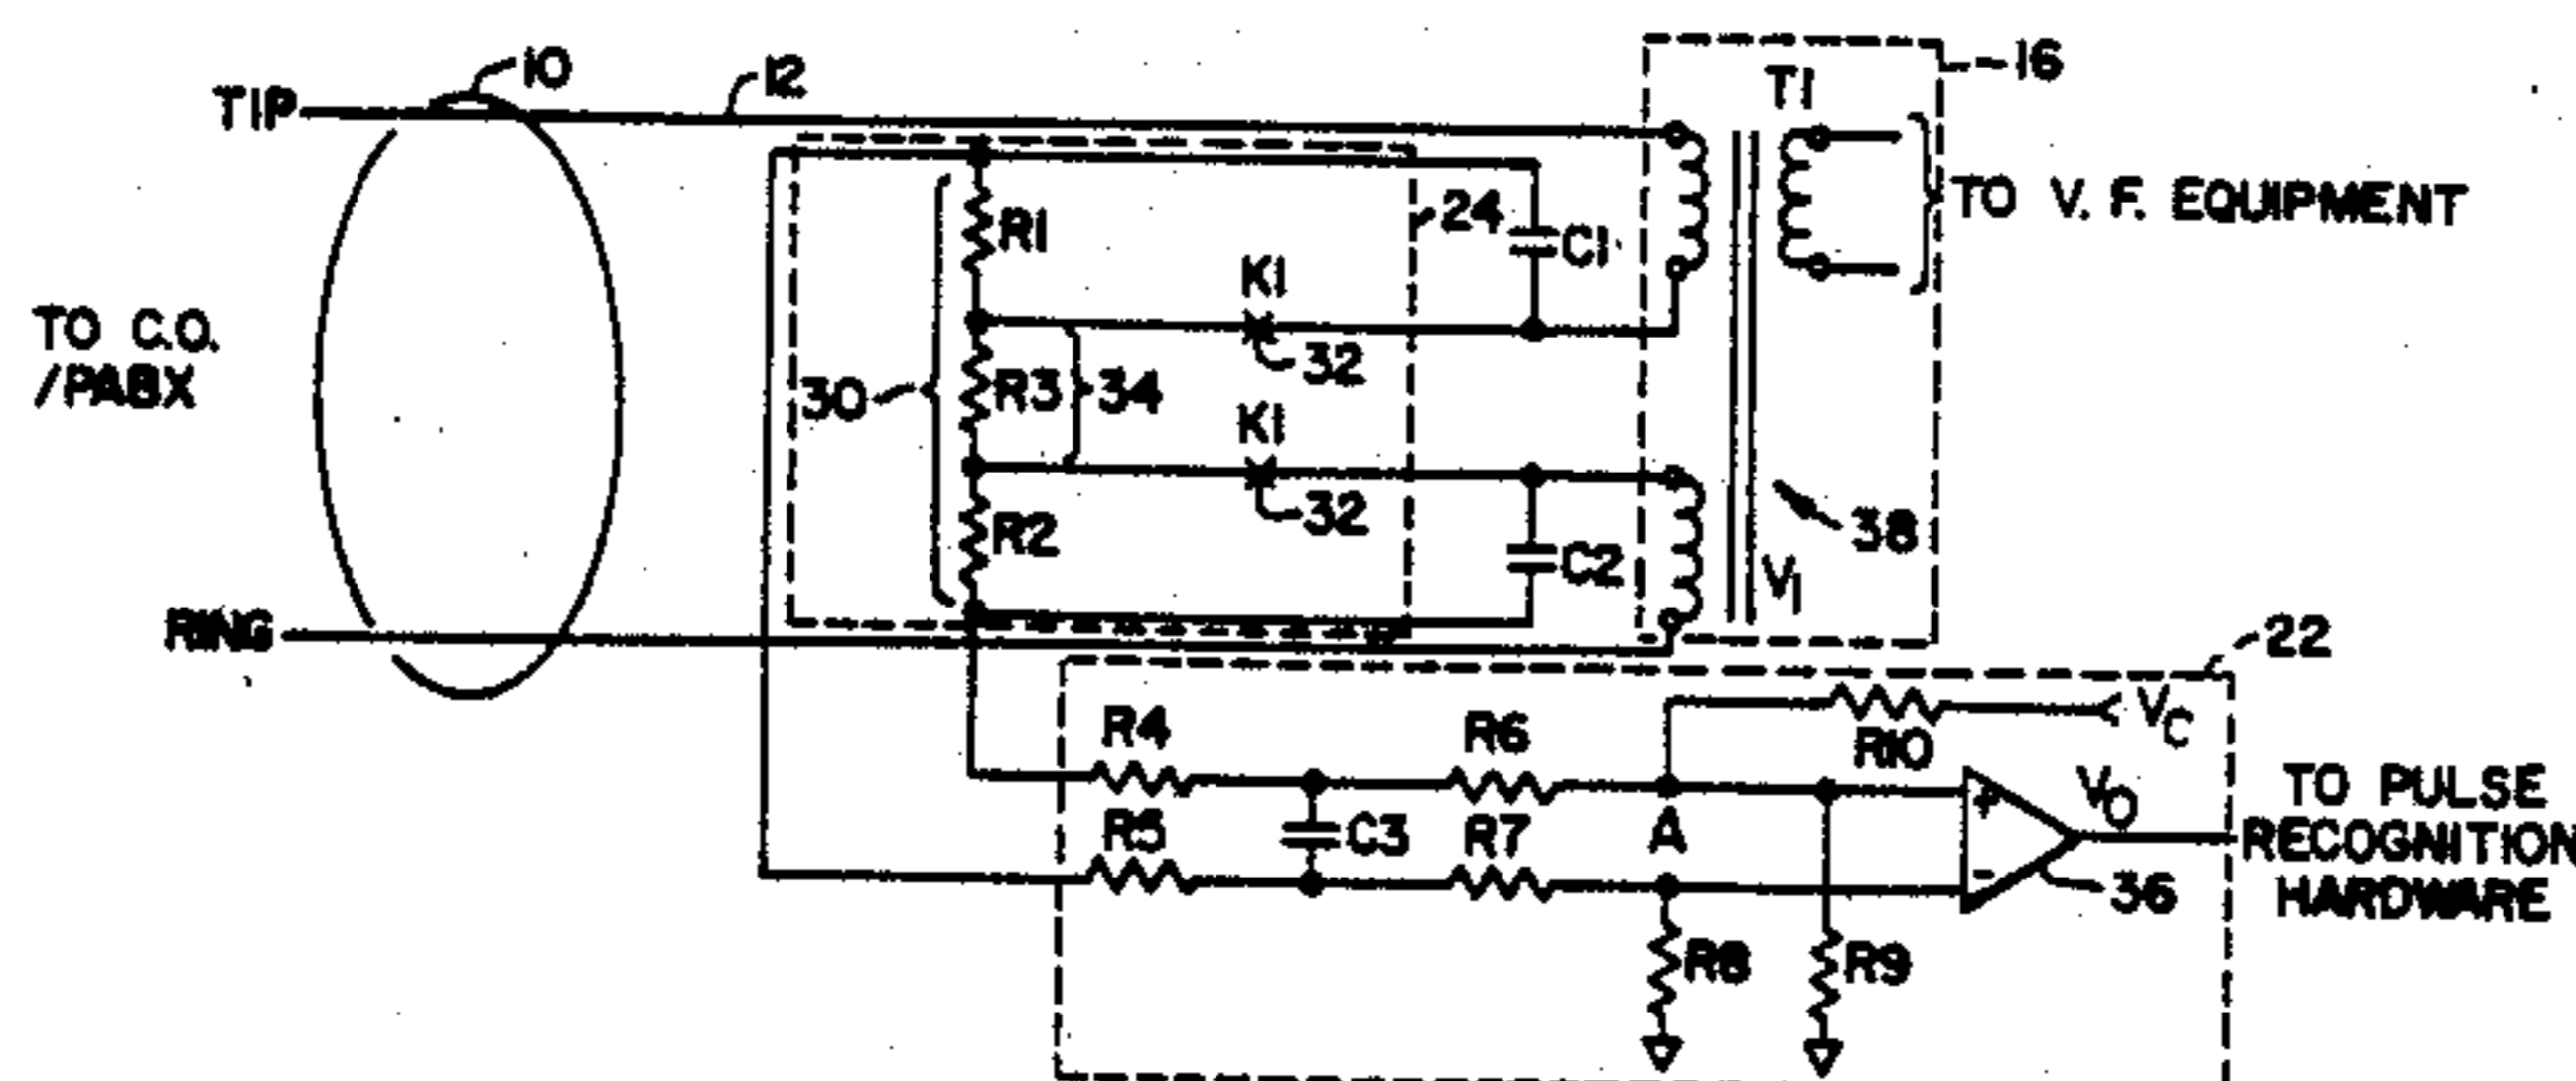 10
12
T1
16
TIP
TO V. F. EQUIPMENT
24
R1
C1
K1
32
TO C.O.
/PABX
30
R3
34
K1
32
R2
C2
38
V1
RING
22
R4
R6
R10
VC
R5
C3
R7
A
+
-
VO
36
TO PULSE
RECOGNITION
HARDWARE
R8
R9